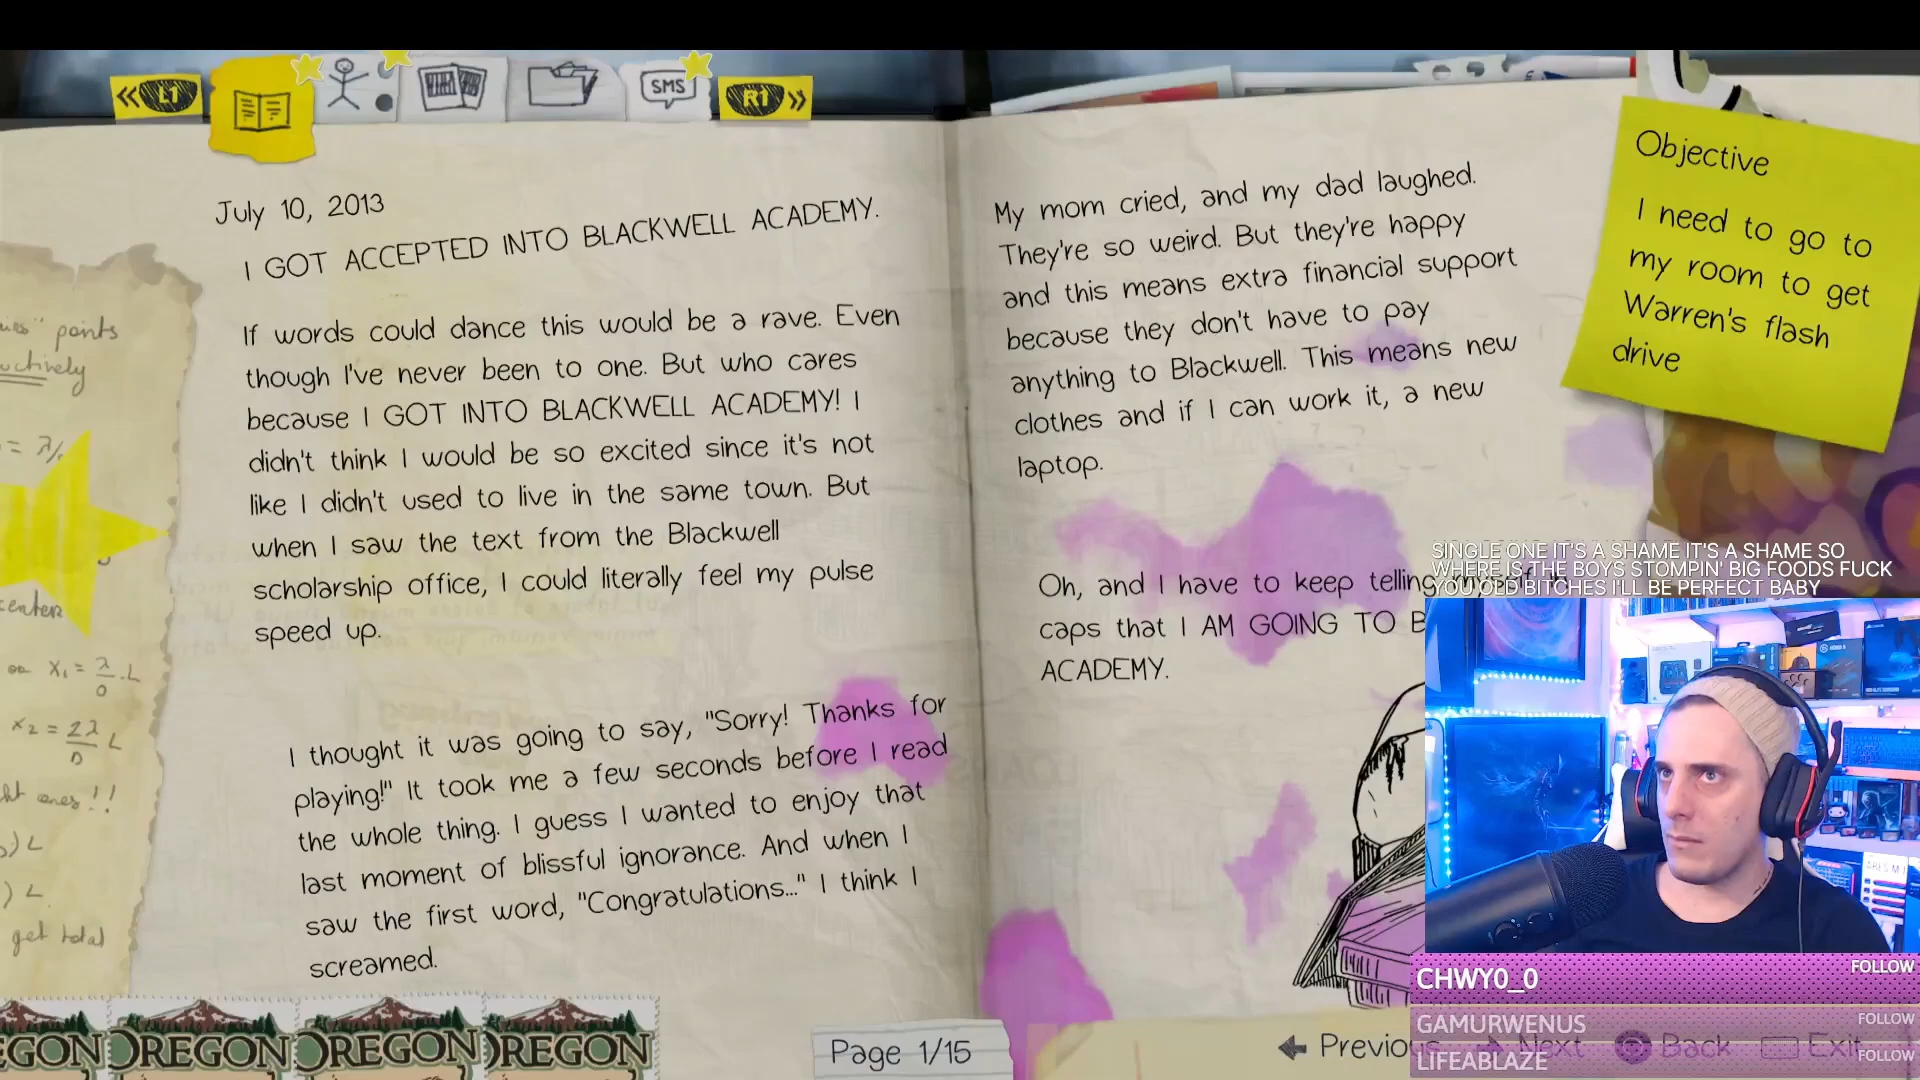 L1
SMS
R1
July 10, 2013
I GOT ACCEPTED INTO BLACKWELL ACADEMY.
If words could dance this would be a rave. Even
though I've never been to one. But who cares
because I GOT INTO BLACKWELL ACADEMY! I
didn't think I would be so excited since it's not
like I didn't used to live in the same town. But
when I saw the text from the Blackwell
scholarship office, I could literally feel my pulse
speed up.
I thought it was going to say, "Sorry! Thanks for
playing!" It took me a few seconds before I read
the whole thing. I guess I wanted to enjoy that
last moment of blissful ignorance. And when I
saw the first word, "Congratulations..." I think I
screamed.
My mom cried, and my dad laughed.
They're so weird. But they're happy
and this means extra financial support
because they don't have to pay
anything to Blackwell. This means new
clothes and if I can work it, a new
laptop.
Oh, and I have to keep telling
caps that I AM GOING TO B
ACADEMY.
Objective
I need to go to
my room to get
Warren's flash
drive
SINGLE ONE IT'S A SHAME IT'S A SHAME SO
WHERE IS THE BOYS STOMPIN' BIG FOODS FUCK
YOU OLD BITCHES I'LL BE PERFECT BABY
points
x₁ = λ/D . L
x₂ = 2λ/D L
get total
OREGON
OREGON
OREGON
Page 1/15
Previou
Next
Back
Exit
CHWY0_0 FOLLOW
GAMURWENUS FOLLOW
LIFEABLAZE FOLLOW